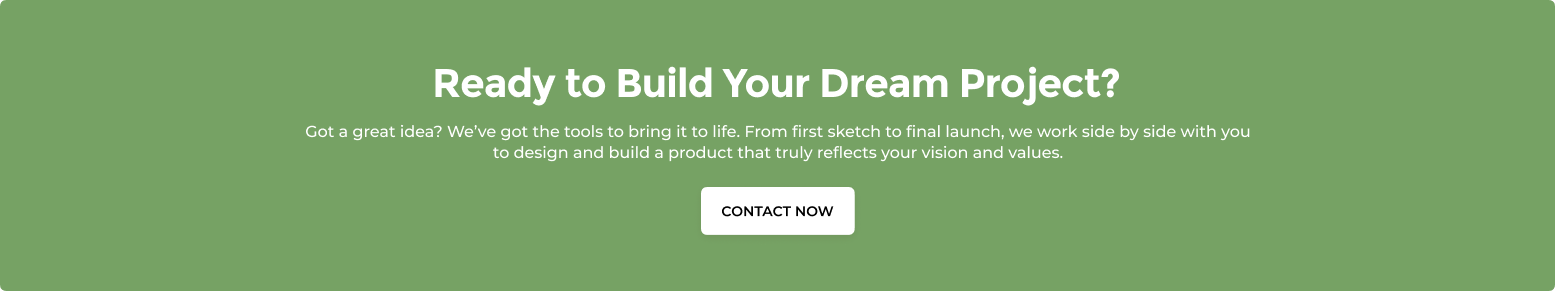 Ready to Build Your Dream Project?
Got a great idea? We’ve got the tools to bring it to life. From first sketch to final launch, we work side by side with you
to design and build a product that truly reflects your vision and values.
CONTACT NOW